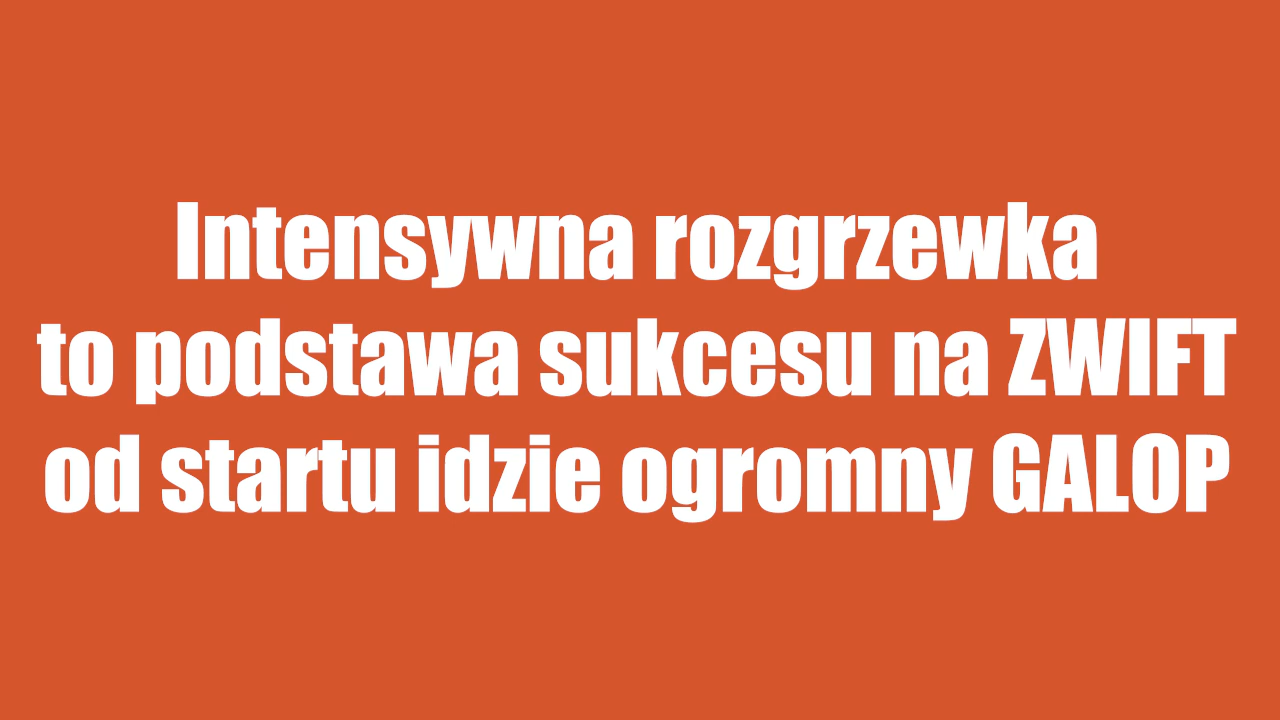 Intensywna rozgrzewka
to podstawa sukcesu na ZWIFT
od startu idzie ogromny GALOP